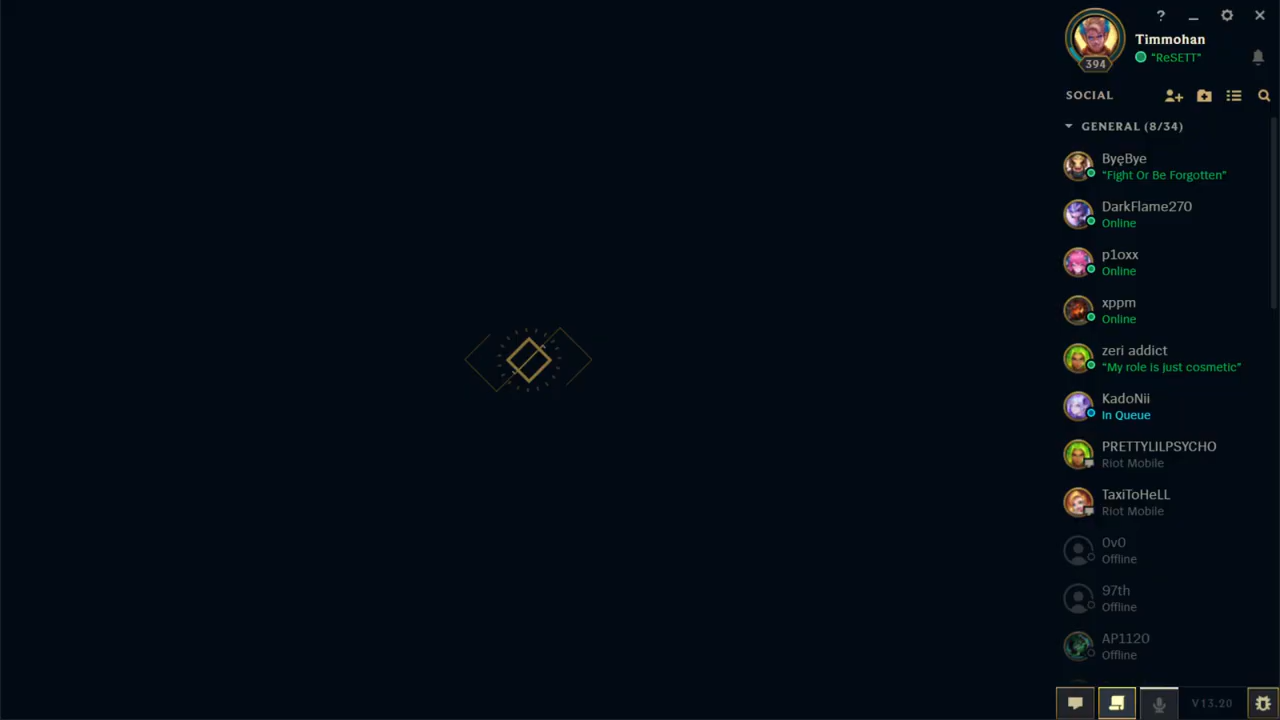 ?
Timmohan
394
"ReSETT"
SOCIAL
GENERAL (8/34)
ByęBye
"Fight Or Be Forgotten"
DarkFlame270
Online
p1oxx
Online
xppm
Online
zeri addict
"My role is just cosmetic"
KadoNii
In Queue
PRETTYLILPSYCHO
Riot Mobile
TaxiToHeLL
Riot Mobile
0v0
Offline
97th
Offline
AP1120
Offline
V13.20